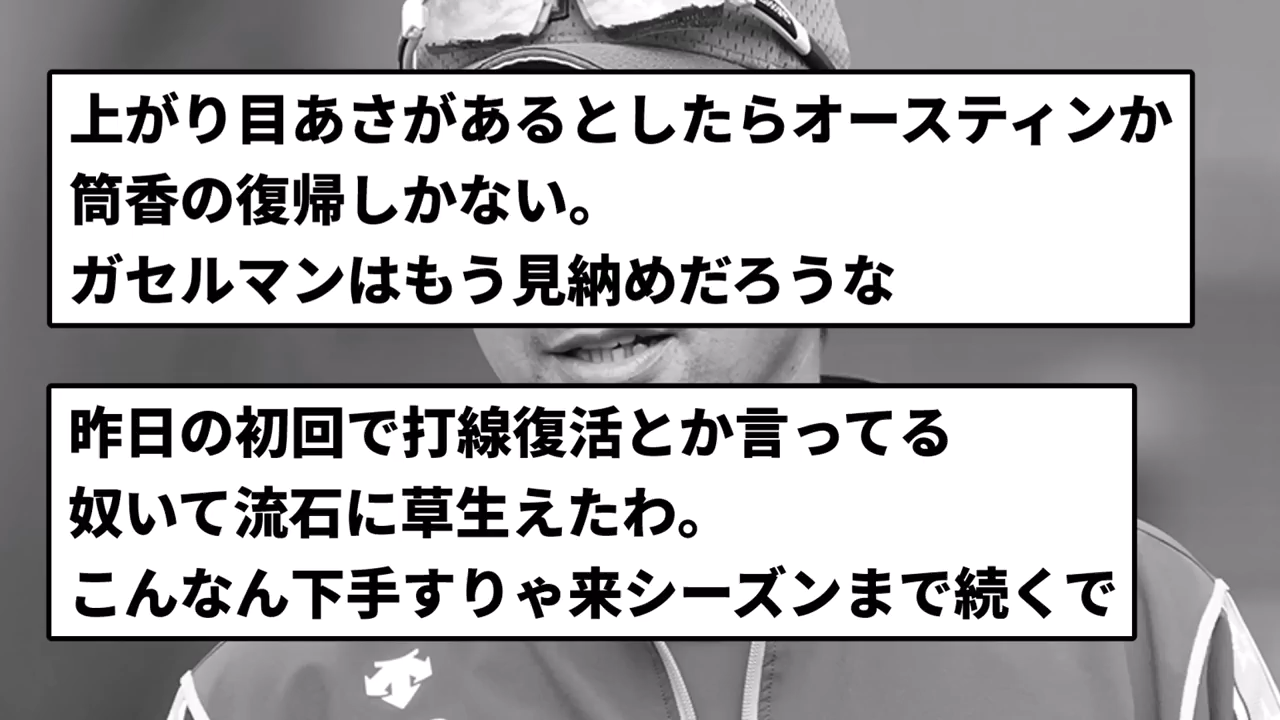 上がり目あさがあるとしたらオースティンか
筒香の復帰しかない。
ガセルマンはもう見納めだろうな
昨日の初回で打線復活とか言ってる
奴いて流石に草生えたわ。
こんなん下手すりゃ来シーズンまで続くで